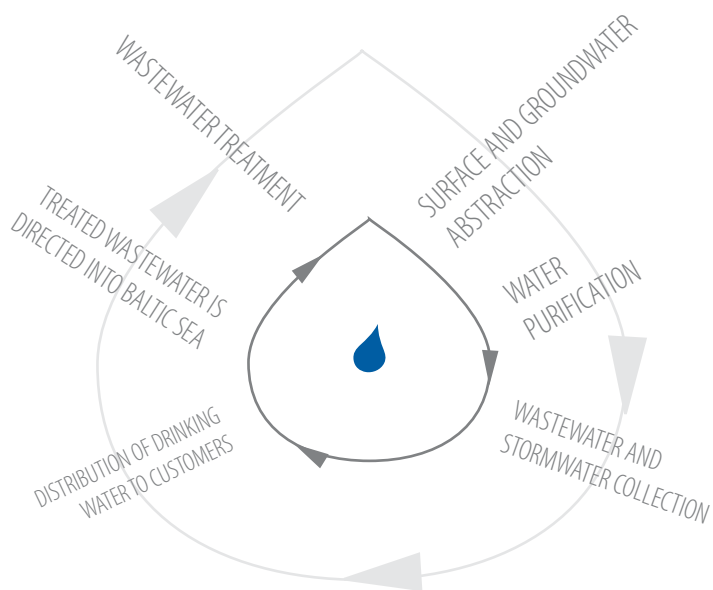 WASTEWATER TREATMENT
SURFACE AND GROUNDWATER
ABSTRACTION
TREATED WASTEWATER IS
DIRECTED INTO BALTIC SEA
WATER
PURIFICATION
DISTRIBUTION OF DRINKING
WATER TO CUSTOMERS
WASTEWATER AND
STORMWATER COLLECTION